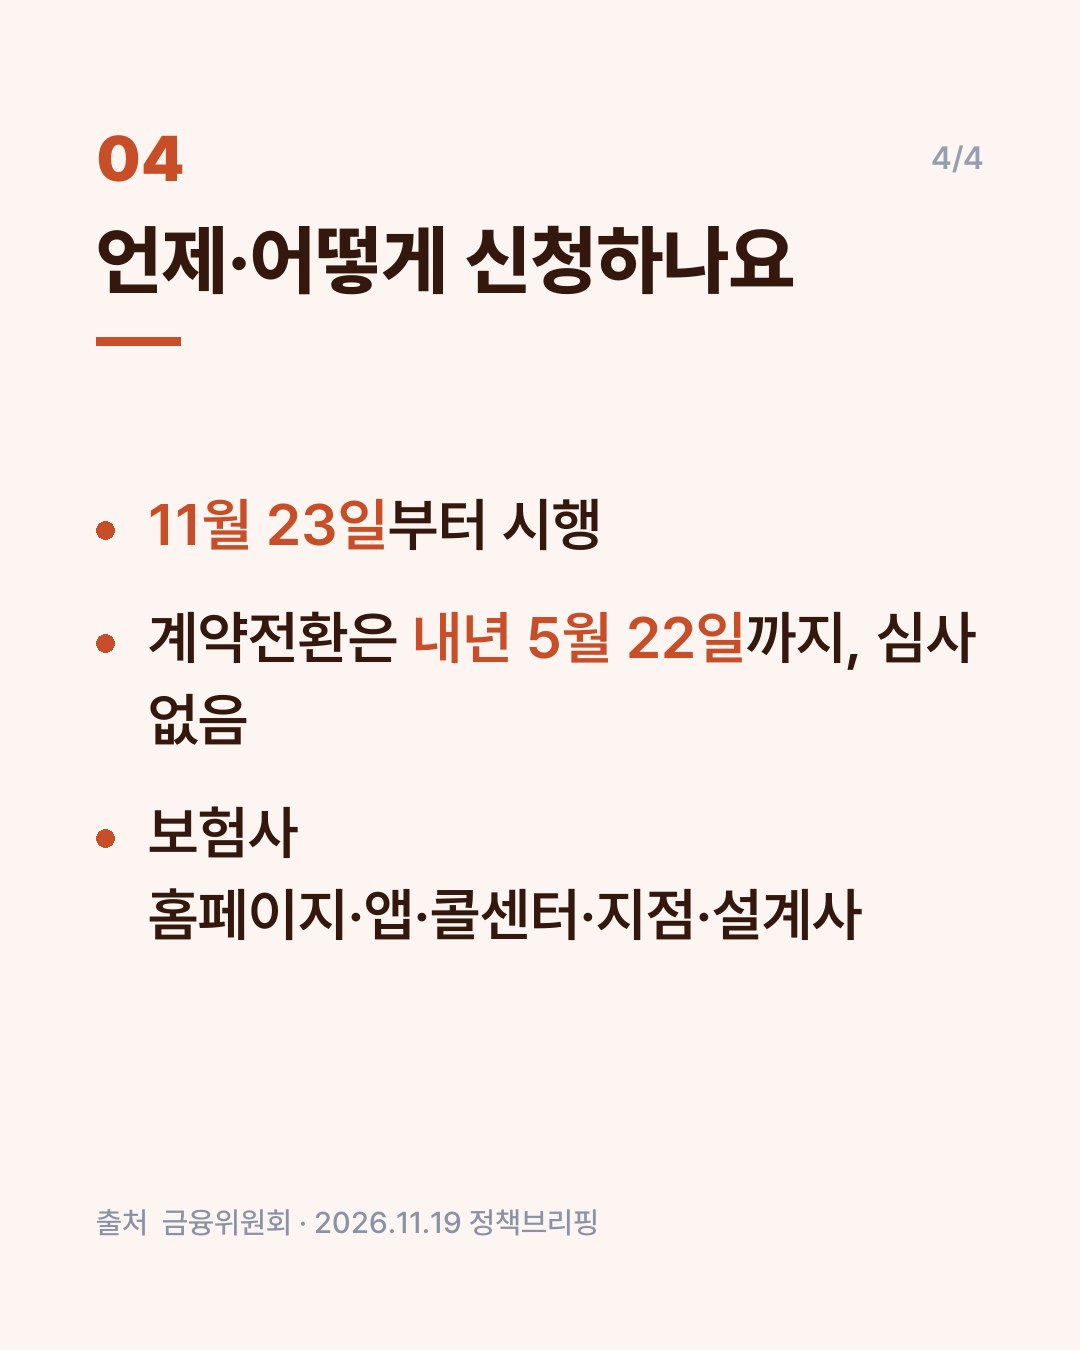 04
4/4
언제·어떻게 신청하나요
11월 23일부터 시행
계약전환은 내년 5월 22일까지, 심사
없음
보험사
홈페이지·앱·콜센터·지점·설계사
출처 금융위원회 · 2026.11.19 정책브리핑